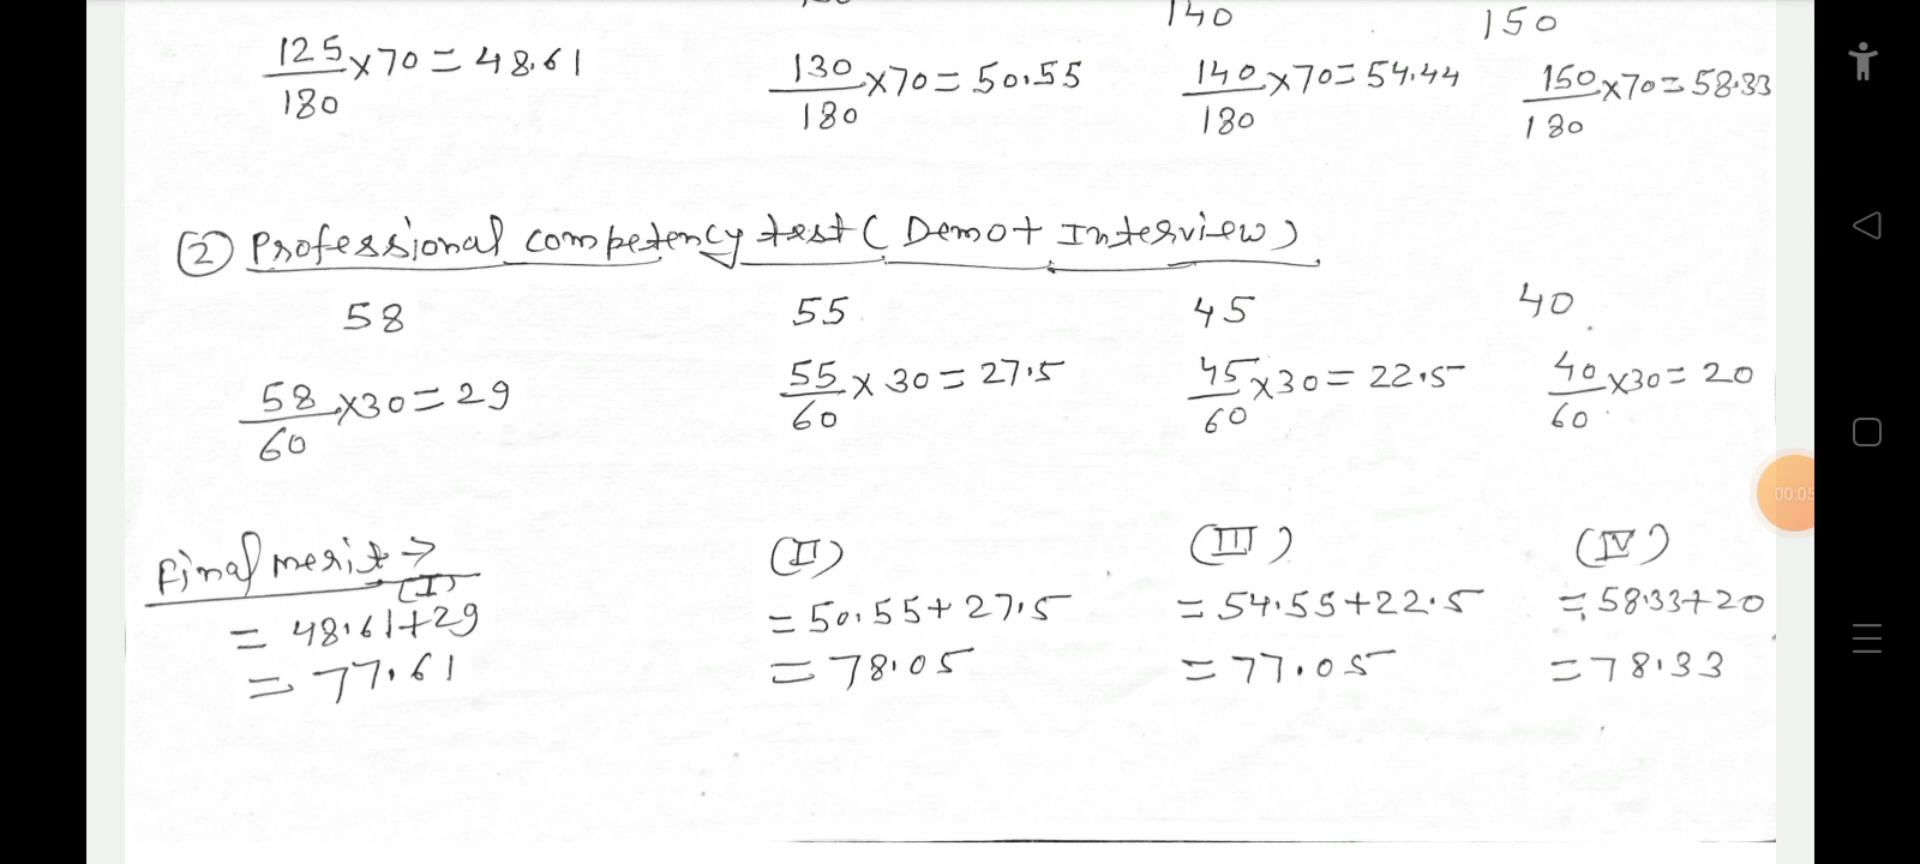 140
150
125/180 x70 = 48.61
130/180 x70 = 50.55
140/180 x70 = 54.44
150/180 x70 = 58.33
② Professional competency test ( Demo + Interview )
58
55
45
40
58/60 x30 = 29
55/60 x 30 = 27.5
45/60 x30 = 22.5
40/60 x30 = 20
Final merit →
(I)
= 48.61+29
= 77.61
(II)
= 50.55+27.5
= 78.05
(III)
= 54.55+22.5
= 77.05
(IV)
= 58.33+20
= 78.33
00:05